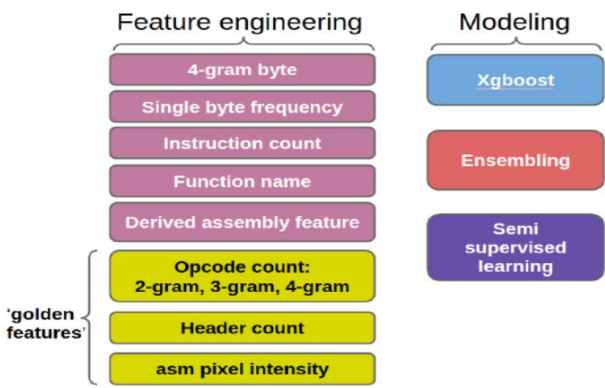 Feature engineering
4-gram byte
Single byte frequency
Instruction count
Function name
Derived assembly feature
Opcode count:
2-gram, 3-gram, 4-gram
Header count
asm pixel intensity
'golden
features'
Modeling
Xgboost
Ensembling
Semi
supervised
learning